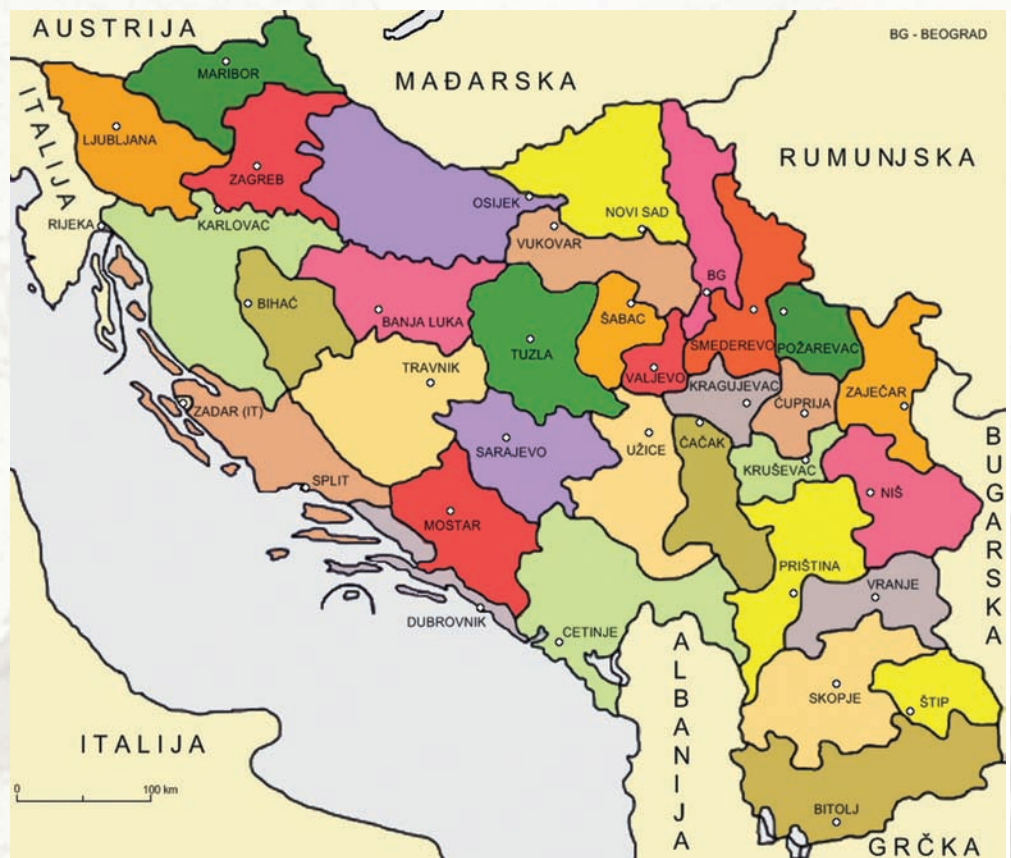 AUSTRIJA
BG - BEOGRAD
MARIBOR
MAĐARSKA
ITALIJA
LJUBLJANA
RUMUNJSKA
ZAGREB
OSIJEK
NOVI SAD
RIJEKA
KARLOVAC
VUKOVAR
BG
BIHAĆ
BANJA LUKA
ŠABAC
TUZLA
SMEDEREVO
POŽAREVAC
TRAVNIK
VALJEVO
KRAGUJEVAC
ZAJEČAR
ZADAR (IT)
ĆUPRIJA
SARAJEVO
UŽICE
ČAČAK
KRUŠEVAC
BUGARSKA
SPLIT
NIŠ
MOSTAR
PRIŠTINA
VRANJE
DUBROVNIK
CETINJE
ALBANIJA
SKOPJE
ŠTIP
ITALIJA
0 100 km
BITOLJ
GRČKA